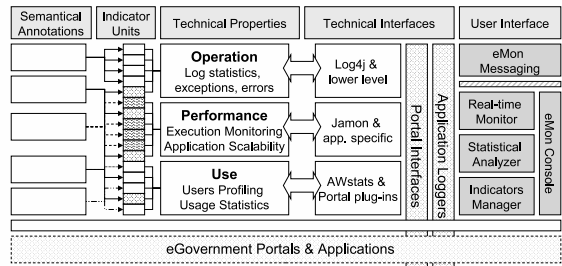 Semantical
Annotations
Indicator
Units
Technical Properties
Technical Interfaces
User Interface
Operation
Log statistics,
exceptions, errors
Log4j &
lower level
Performance
Execution Monitoring
Application Scalability
Jamon &
app. specific
Use
Users Profiling
Usage Statistics
AWstats &
Portal plug-ins
Portal Interfaces
Application Loggers
eMon
Messaging
Real-time
Monitor
Statistical
Analyzer
Indicators
Manager
eMon Console
eGovernment Portals & Applications